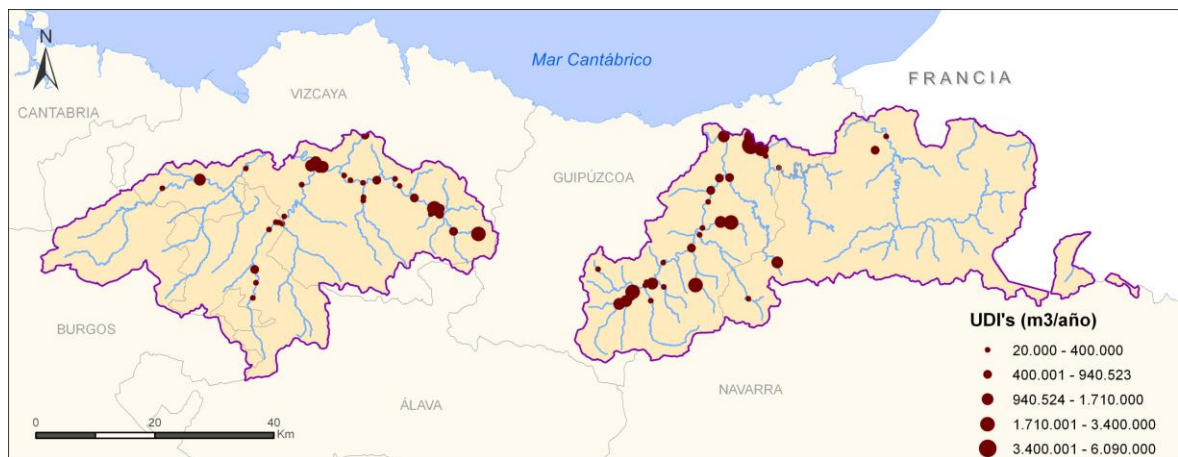 N
Mar Cantábrico
FRANCIA
CANTABRIA
VIZCAYA
GUIPÚZCOA
BURGOS
ÁLAVA
NAVARRA
UDI's (m3/año)
20.000 - 400.000
400.001 - 940.523
940.524 - 1.710.000
1.710.001 - 3.400.000
3.400.001 - 6.090.000
0 20 40
Km